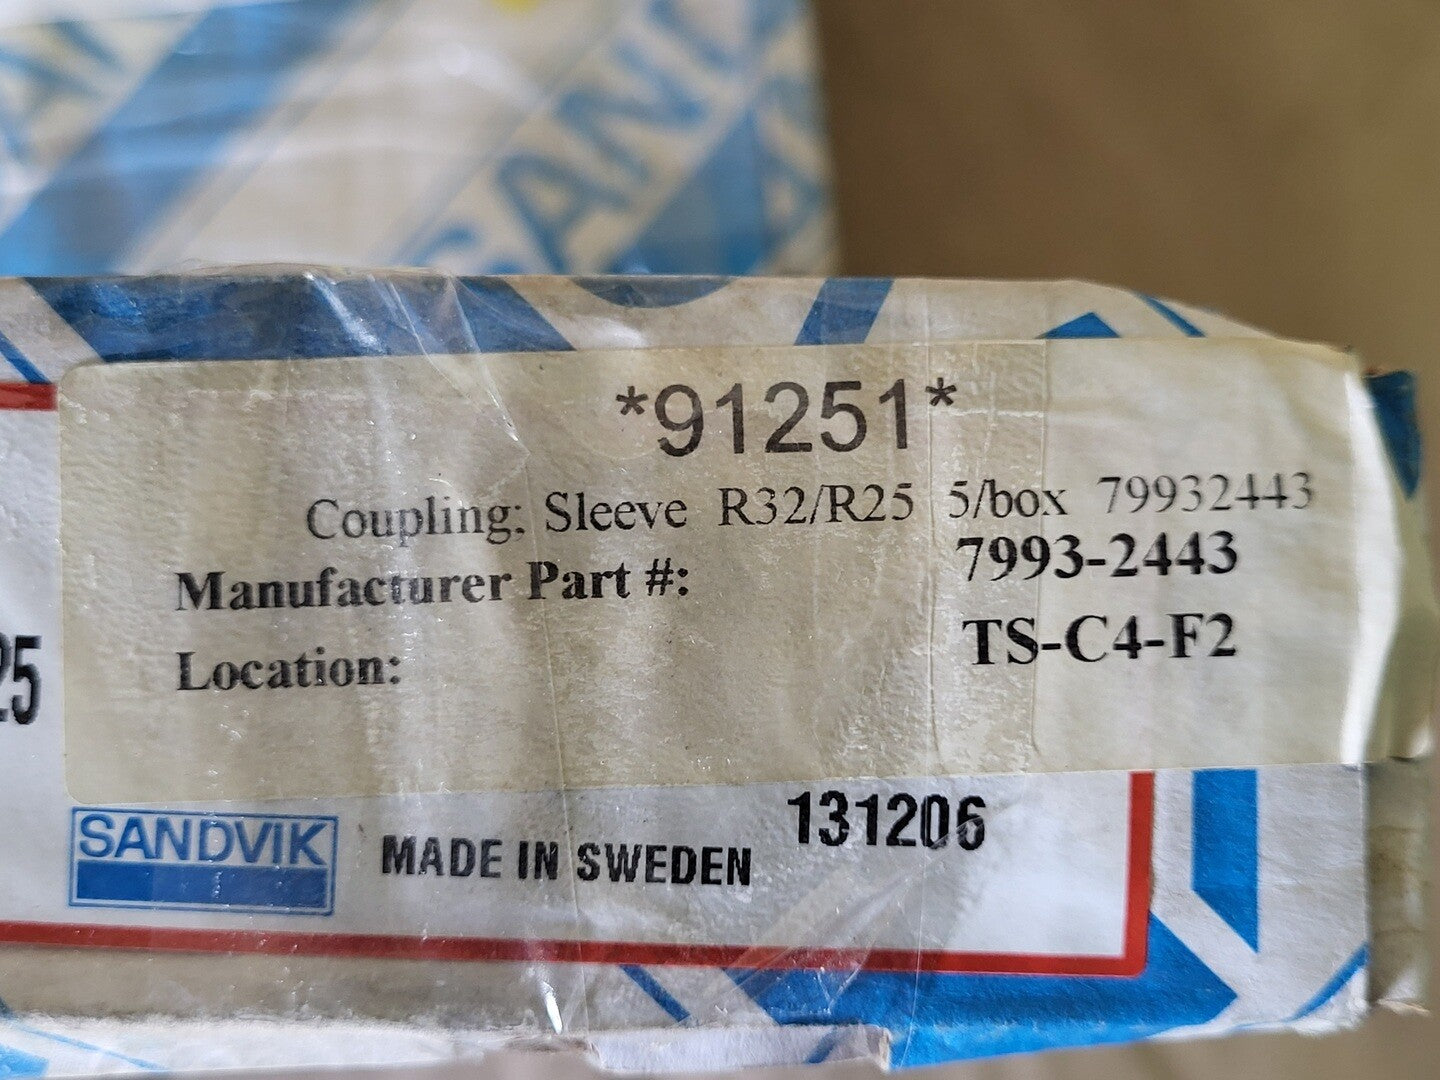 SAND
*91251*
Coupling; Sleeve R32/R25 5/box 79932443
Manufacturer Part #: 7993-2443
Location: TS-C4-F2
25
SANDVIK MADE IN SWEDEN 131206